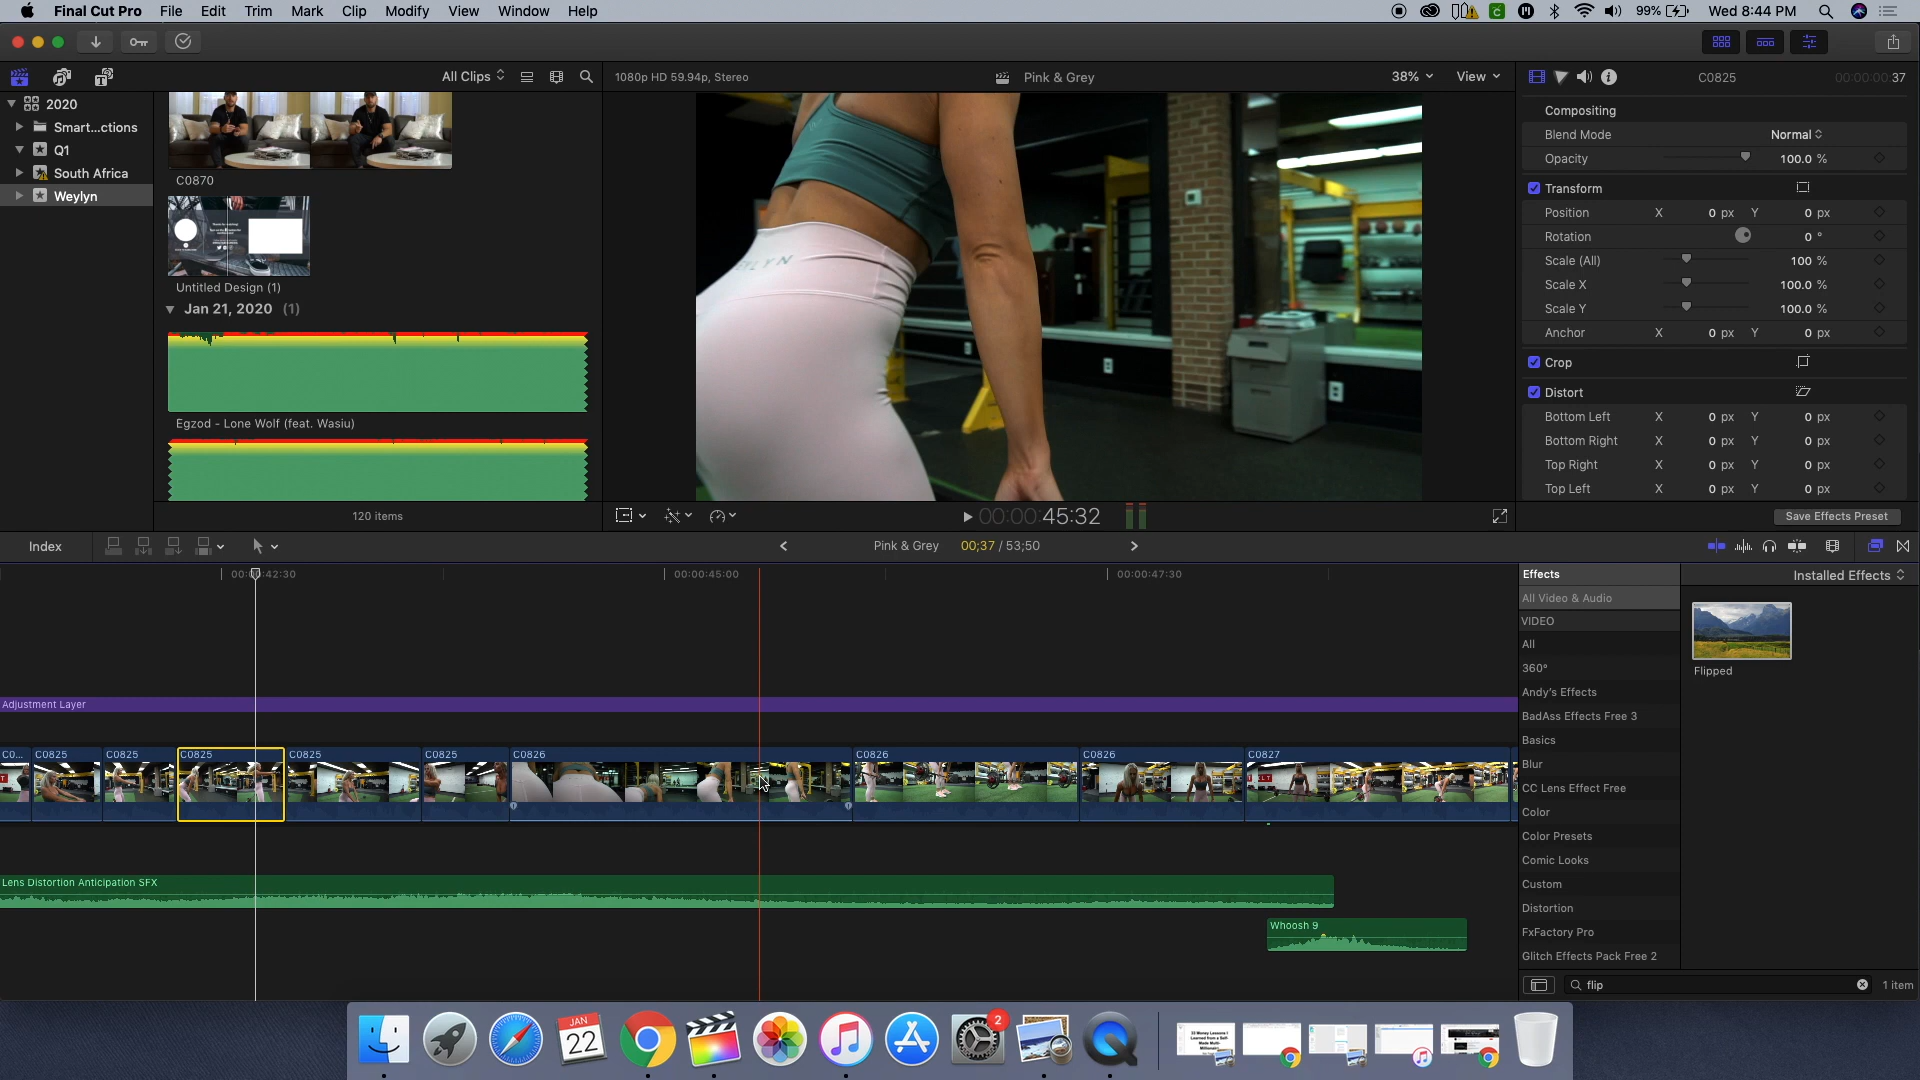 Final Cut Pro File Edit Trim Mark Clip Modify View Window Help 99% Wed 8:44 PM
All Clips 1080p HD 59.94p, Stereo Pink & Grey 38% View C0825 00:00:00:37
2020
Smart...ctions
Q1
South Africa
Weylyn
C0870
Untitled Design (1)
Jan 21, 2020 (1)
Egzod - Lone Wolf (feat. Wasiu)
120 items
00:00:45:32
Compositing
Blend Mode Normal
Opacity 100.0 %
Transform
Position X 0 px Y 0 px
Rotation 0 °
Scale (All) 100 %
Scale X 100.0 %
Scale Y 100.0 %
Anchor X 0 px Y 0 px
Crop
Distort
Bottom Left X 0 px Y 0 px
Bottom Right X 0 px Y 0 px
Top Right X 0 px Y 0 px
Top Left X 0 px Y 0 px
Save Effects Preset
Index Pink & Grey 00;37 / 53;50
00:00:42:30 00:00:45:00 00:00:47:30
Adjustment Layer
C0... C0825 C0825 C0825 C0825 C0825 C0826 C0826 C0826 C0827
Lens Distortion Anticipation SFX
Whoosh 9
Effects Installed Effects
All Video & Audio
VIDEO
All
360°
Andy's Effects
BadAss Effects Free 3
Basics
Blur
CC Lens Effect Free
Color
Color Presets
Comic Looks
Custom
Distortion
FxFactory Pro
Glitch Effects Pack Free 2
Flipped
flip 1 item
JAN
22
2